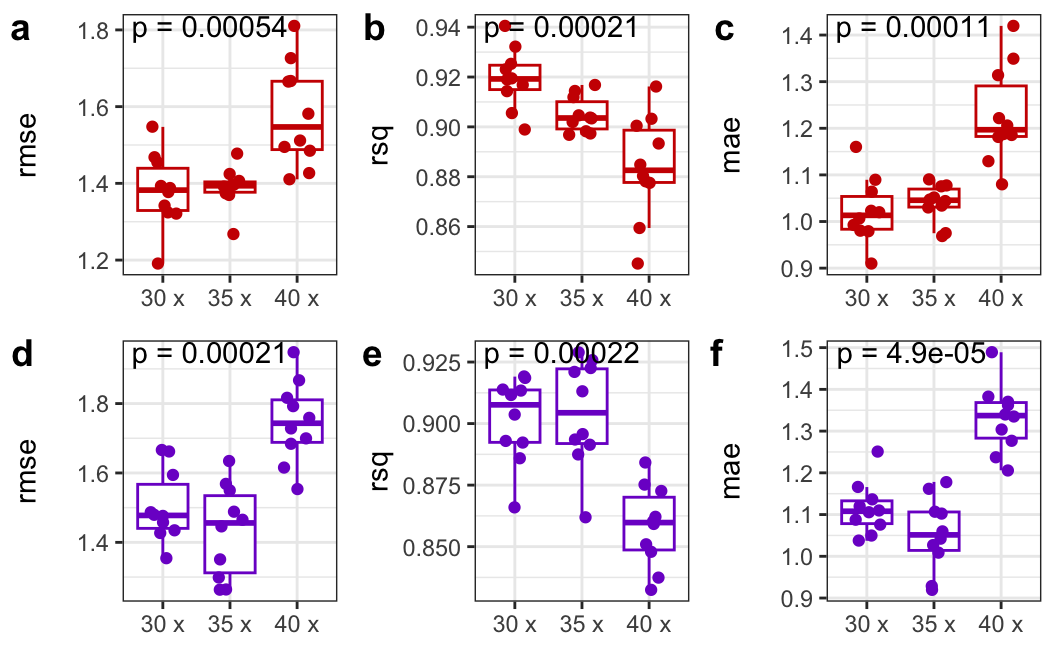 a
p = 0.00054
rmse
1.8
1.6
1.4
1.2
30 x 35 x 40 x
b
p = 0.00021
rsq
0.94
0.92
0.90
0.88
0.86
30 x 35 x 40 x
c
p = 0.00011
mae
1.4
1.3
1.2
1.1
1.0
0.9
30 x 35 x 40 x
d
p = 0.00021
rmse
1.8
1.6
1.4
30 x 35 x 40 x
e
p = 0.00022
rsq
0.925
0.900
0.875
0.850
30 x 35 x 40 x
f
p = 4.9e-05
mae
1.5
1.4
1.3
1.2
1.1
1.0
0.9
30 x 35 x 40 x